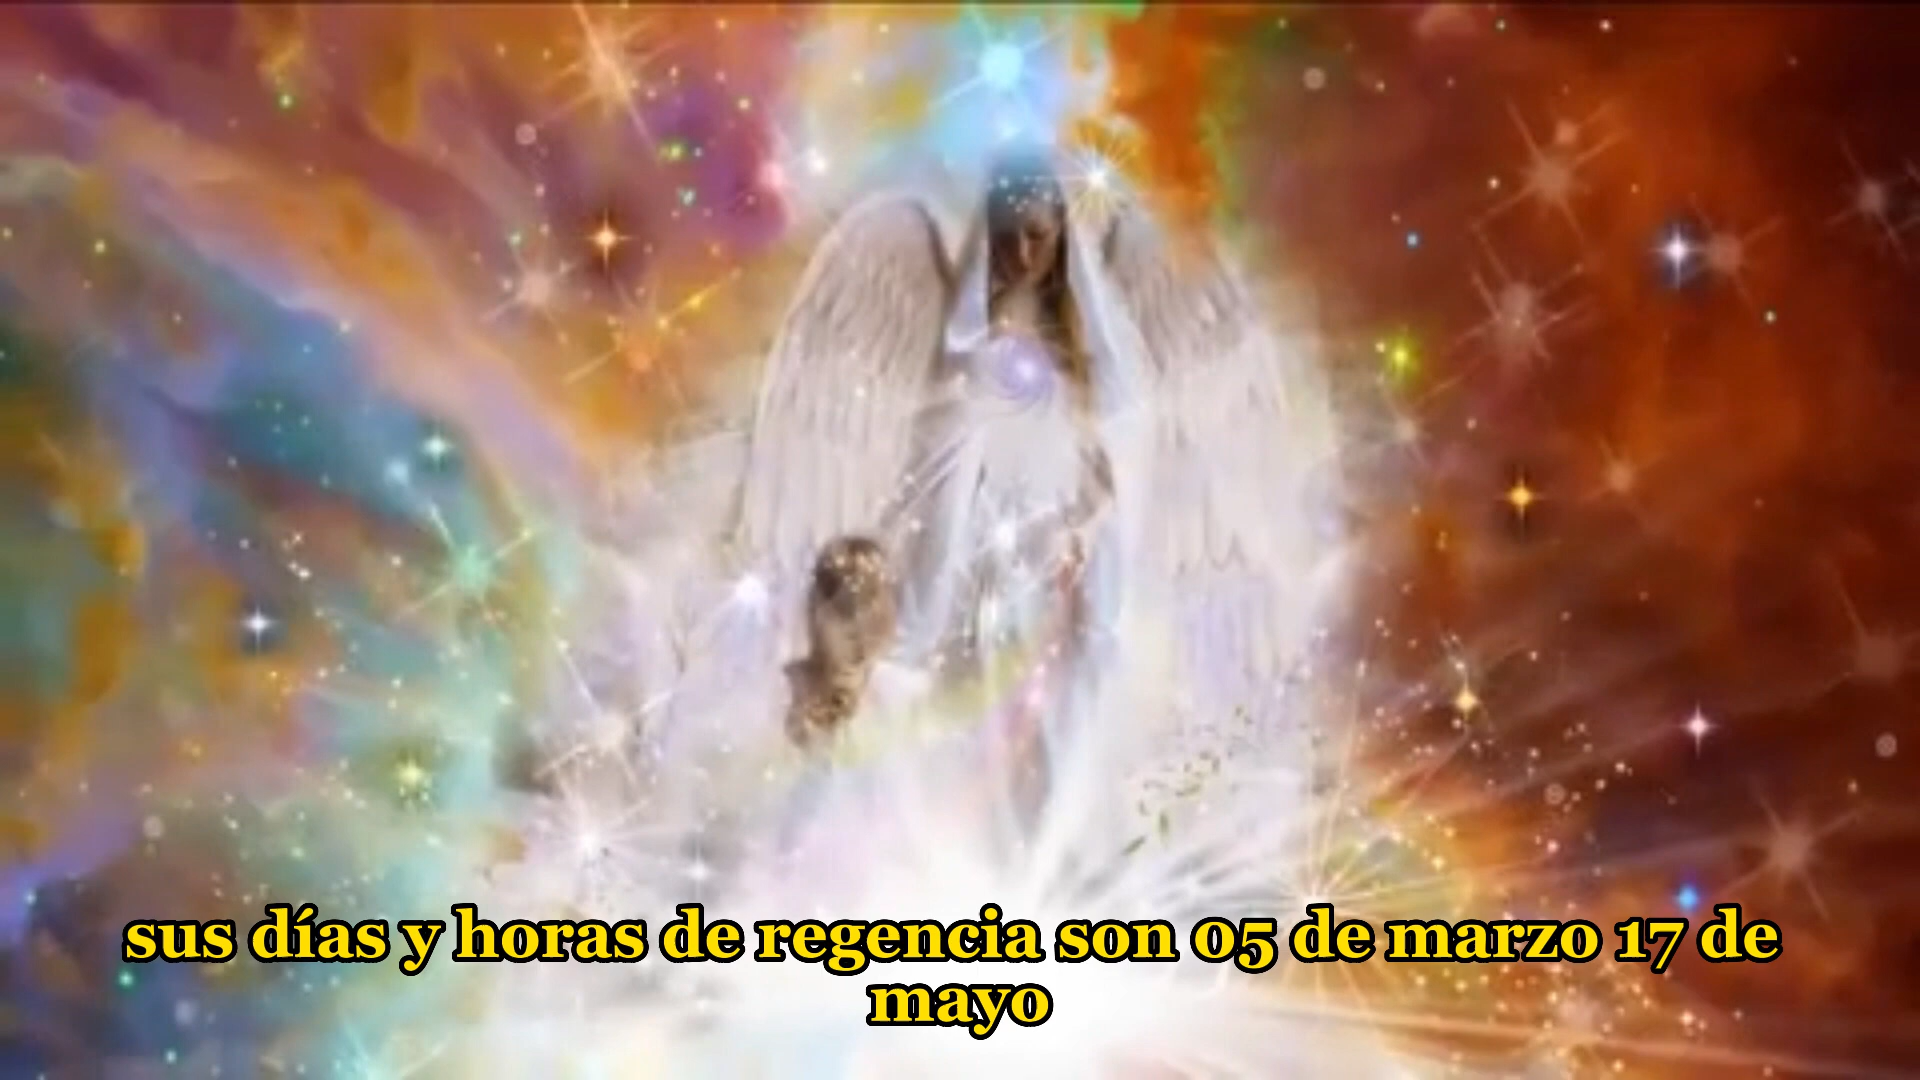 sus días y horas de regencia son 05 de marzo 17 de
mayo